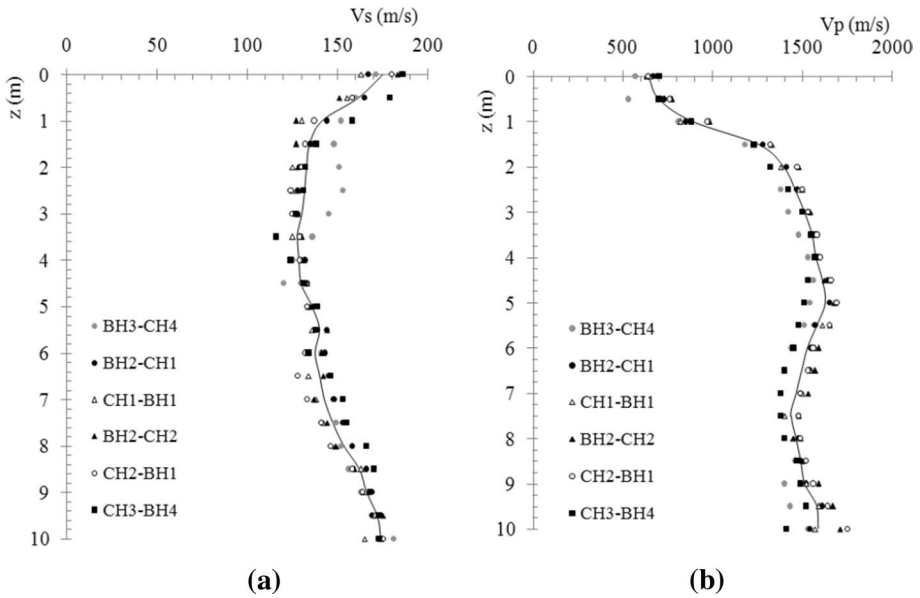 Vs (m/s)
0 50 100 150 200
z (m)
0
1
2
3
4
5
6
7
8
9
10
BH3-CH4
BH2-CH1
CH1-BH1
BH2-CH2
CH2-BH1
CH3-BH4
(a)
Vp (m/s)
0 500 1000 1500 2000
z (m)
0
1
2
3
4
5
6
7
8
9
10
BH3-CH4
BH2-CH1
CH1-BH1
BH2-CH2
CH2-BH1
CH3-BH4
(b)